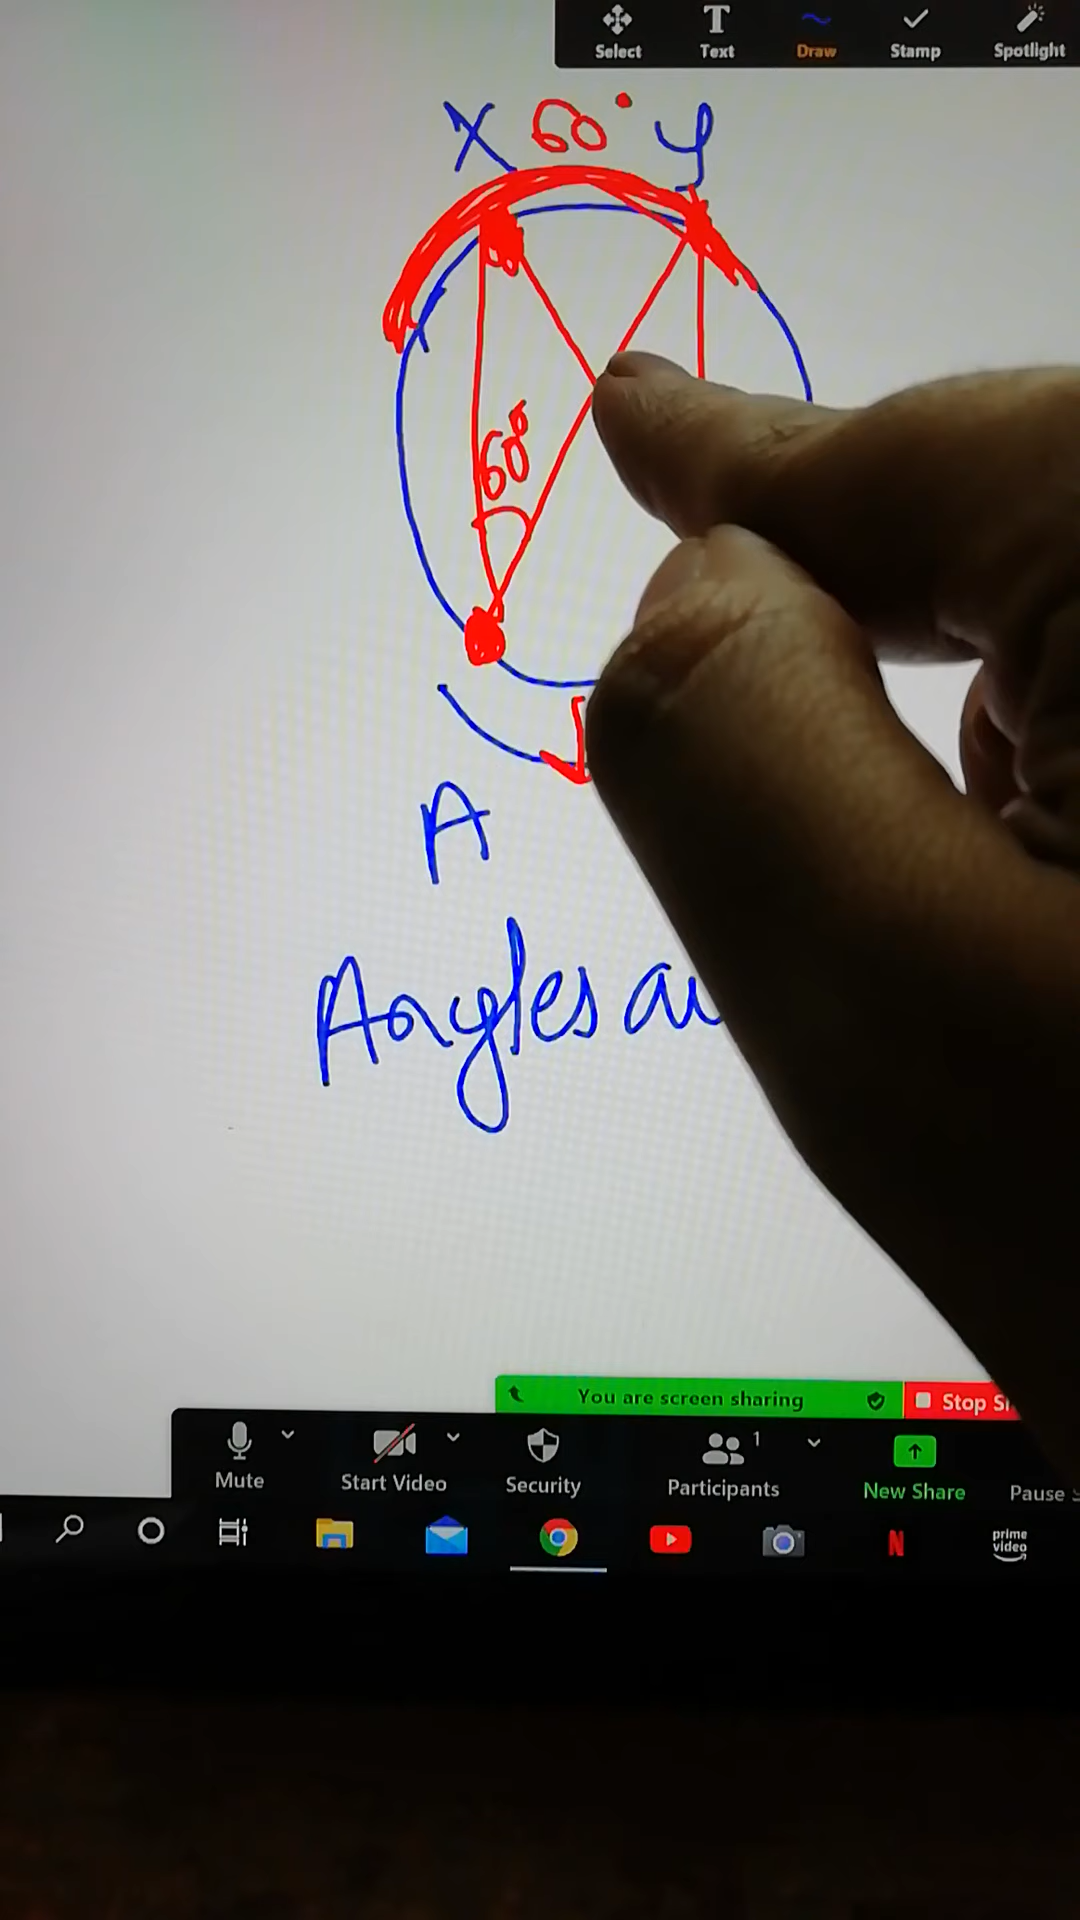 Select Text Draw Stamp Spotlight
X 60° Y
60°
A
Angles
You are screen sharing Stop
Mute Start Video Security Participants 1 New Share Pause
prime video
N